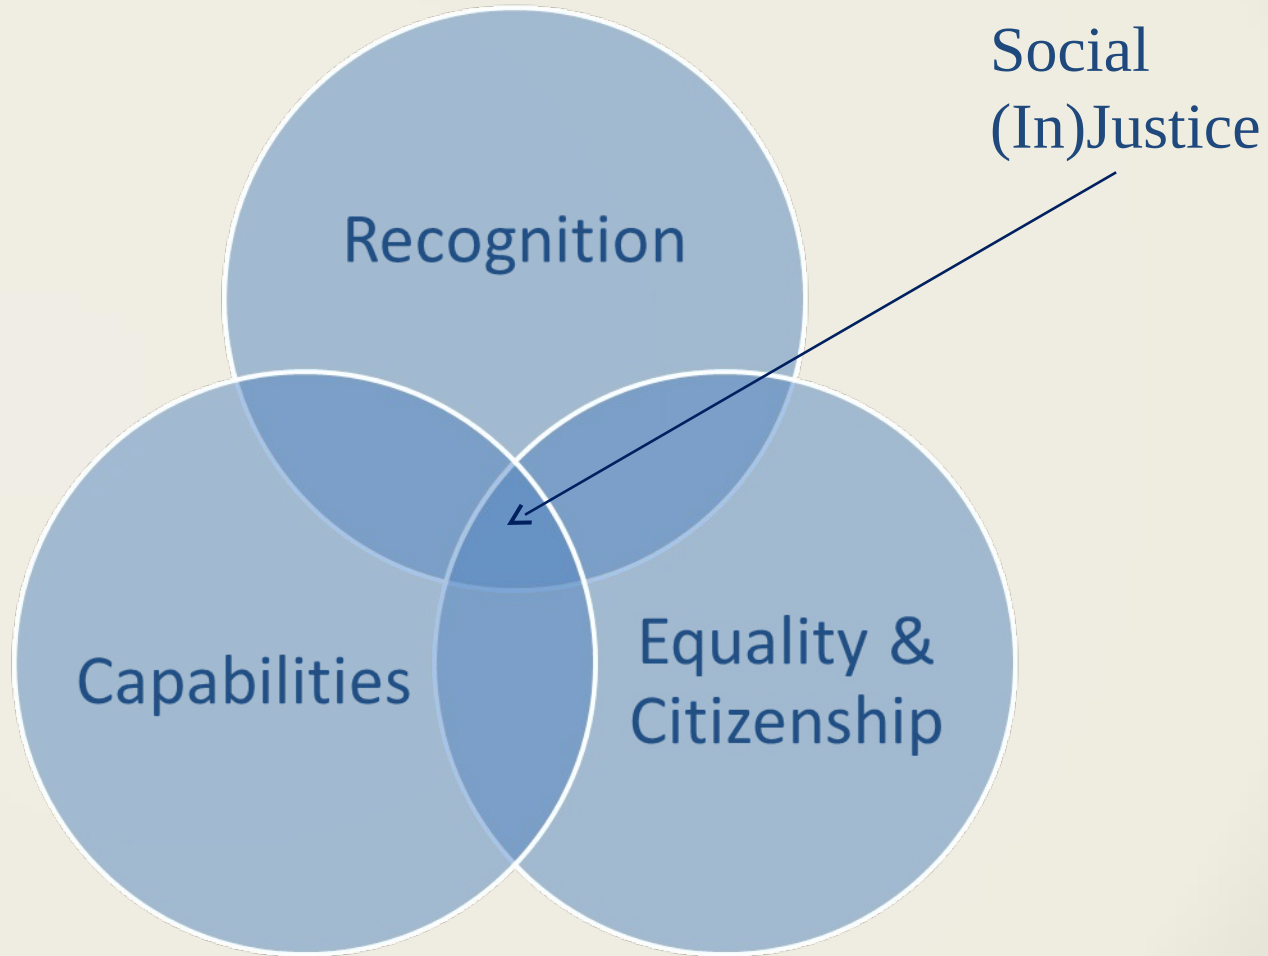 Social
(In)Justice
Recognition
Capabilities
Equality &
Citizenship